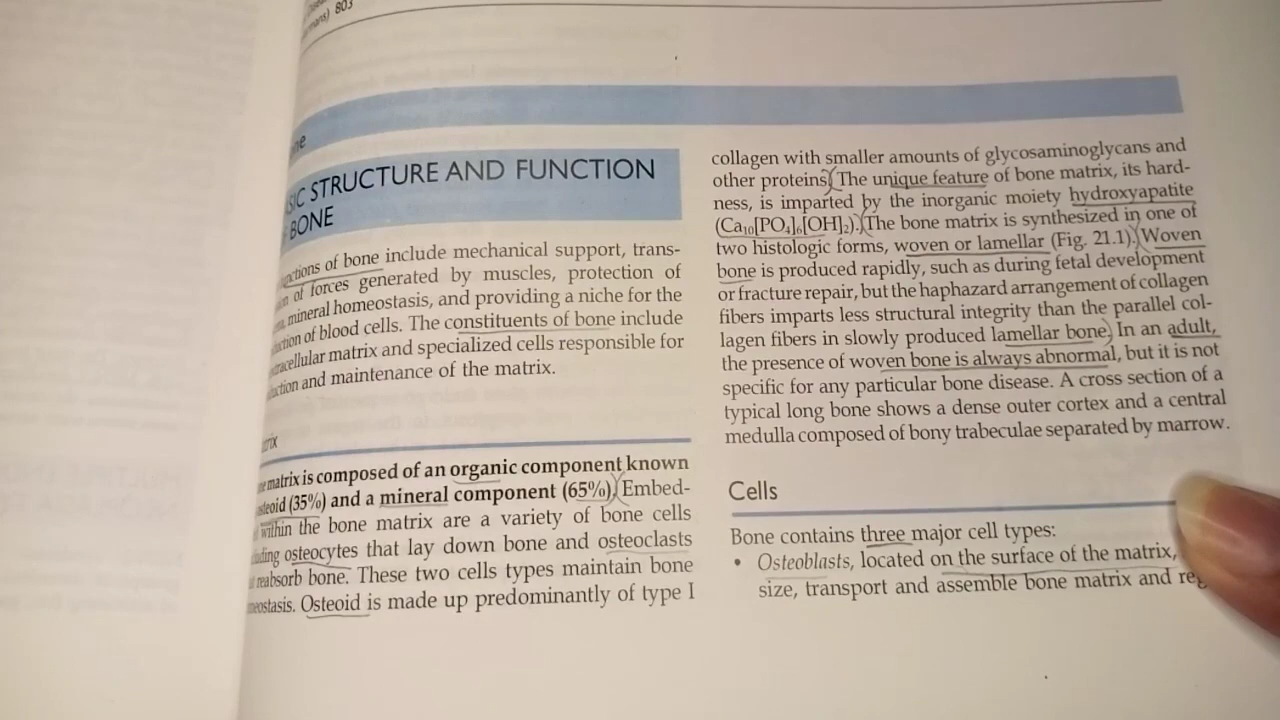 803
SIC STRUCTURE AND FUNCTION
BONE
of bone include mechanical support, trans-
of forces generated by muscles, protection of
mineral homeostasis, and providing a niche for the
of blood cells. The constituents of bone include
matrix and specialized cells responsible for
and maintenance of the matrix.
matrix is composed of an organic component known
(35%) and a mineral component (65%). Embed-
within the bone matrix are a variety of bone cells
osteocytes that lay down bone and osteoclasts
reabsorb bone. These two cells types maintain bone
Osteoid is made up predominantly of type I
collagen with smaller amounts of glycosaminoglycans and
other proteins. The unique feature of bone matrix, its hard-
ness, is imparted by the inorganic moiety hydroxyapatite
(Ca₁₀[PO₄]₆[OH]₂). The bone matrix is synthesized in one of
two histologic forms, woven or lamellar (Fig. 21.1). Woven
bone is produced rapidly, such as during fetal development
or fracture repair, but the haphazard arrangement of collagen
fibers imparts less structural integrity than the parallel col-
lagen fibers in slowly produced lamellar bone. In an adult,
the presence of woven bone is always abnormal, but it is not
specific for any particular bone disease. A cross section of a
typical long bone shows a dense outer cortex and a central
medulla composed of bony trabeculae separated by marrow.
Cells
Bone contains three major cell types:
• Osteoblasts, located on the surface of the matrix,
size, transport and assemble bone matrix and